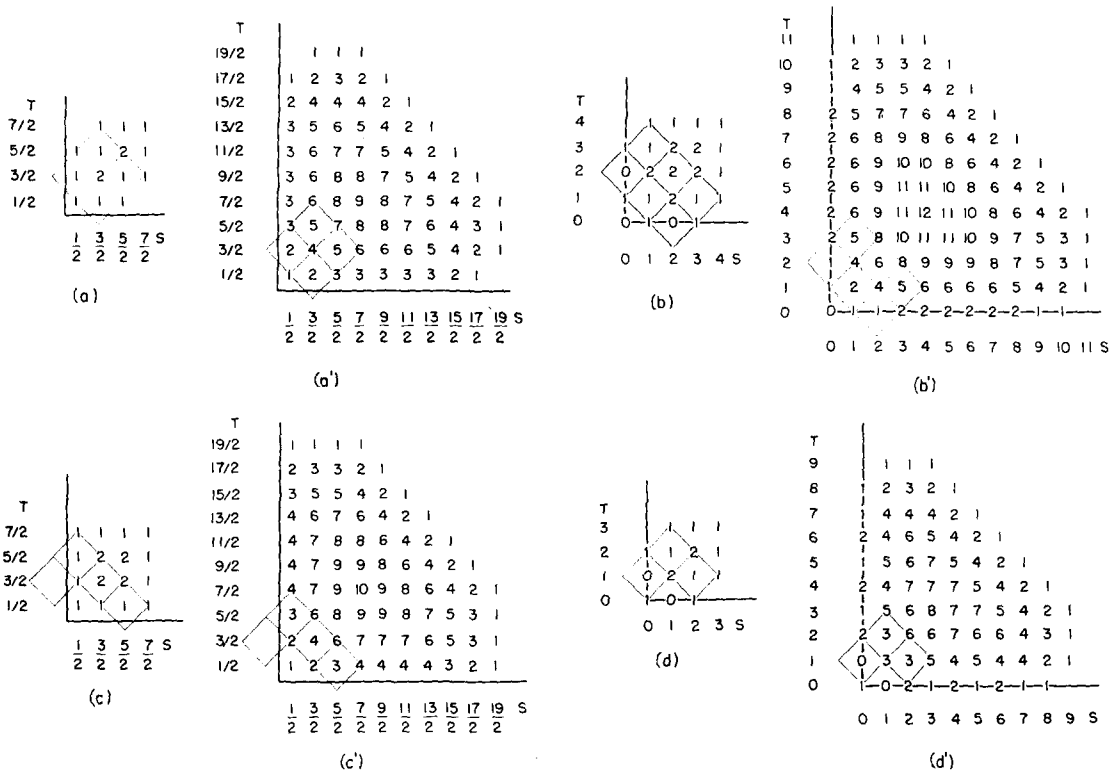 T
7/2 1 1 1
5/2 1 1 2 1
3/2 1 2 1 1
1/2 1 1 1
1/2 3/2 5/2 7/2 S
(a)
T
19/2 1 1 1
17/2 1 2 3 2 1
15/2 2 4 4 4 2 1
13/2 3 5 6 5 4 2 1
11/2 3 6 7 7 5 4 2 1
9/2 3 6 8 8 7 5 4 2 1
7/2 3 6 8 9 8 7 5 4 2 1
5/2 3 5 7 8 8 7 6 4 3 1
3/2 2 4 5 6 6 6 5 4 2 1
1/2 1 2 3 3 3 3 3 2 1
1/2 3/2 5/2 7/2 9/2 11/2 13/2 15/2 17/2 19/2 S
(a')
T
4 1 1 1 1
3 1 1 2 2 1
2 0 2 2 2 1
1 1 2 1 1
0 0 1 0 1
0 1 2 3 4 S
(b)
T
11 1 1 1 1
10 1 2 3 3 2 1
9 1 4 5 5 4 2 1
8 2 5 7 7 6 4 2 1
7 2 6 8 9 8 6 4 2 1
6 2 6 9 10 10 8 6 4 2 1
5 2 6 9 11 11 10 8 6 4 2 1
4 2 6 9 11 12 11 10 8 6 4 2 1
3 2 5 8 10 11 11 10 9 7 5 3 1
2 1 4 6 8 9 9 9 8 7 5 3 1
1 1 2 4 5 6 6 6 6 5 4 2 1
0 0 1 1 2 2 2 2 2 2 1 1
0 1 2 3 4 5 6 7 8 9 10 11 S
(b')
T
7/2 1 1 1 1
5/2 1 2 2 1
3/2 1 2 2 1
1/2 1 1 1 1
1/2 3/2 5/2 7/2 S
(c)
T
19/2 1 1 1 1
17/2 2 3 3 2 1
15/2 3 5 5 4 2 1
13/2 4 6 7 6 4 2 1
11/2 4 7 8 8 6 4 2 1
9/2 4 7 9 9 8 6 4 2 1
7/2 4 7 9 10 9 8 6 4 2 1
5/2 3 6 8 9 9 8 7 5 3 1
3/2 2 4 6 7 7 7 6 5 3 1
1/2 1 2 3 4 4 4 4 3 2 1
1/2 3/2 5/2 7/2 9/2 11/2 13/2 15/2 17/2 19/2 S
(c')
T
3 1 1 1
2 1 1 2 1
1 0 2 1 1
0 1 0 1
0 1 2 3 S
(d)
T
9 1 1 1
8 1 2 3 2 1
7 1 4 4 4 2 1
6 2 4 6 5 4 2 1
5 5 6 7 5 4 2 1
4 2 4 7 7 7 5 4 2 1
3 5 6 8 7 7 5 4 2 1
2 2 3 6 6 7 6 6 4 3 1
1 0 3 3 5 4 5 4 4 2 1
0 1 0 2 1 2 1 2 1 1
0 1 2 3 4 5 6 7 8 9 S
(d')